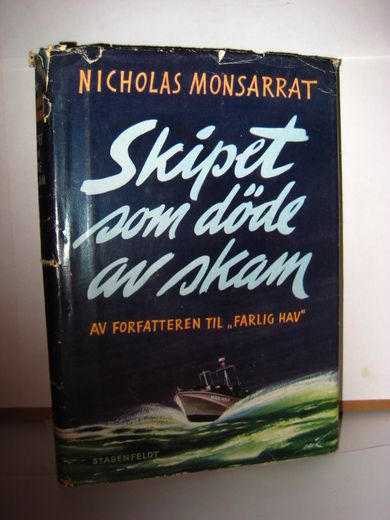 NICHOLAS MONSARRAT
Skipet
som döde
av skam
AV FORFATTEREN TIL „FARLIG HAV"
STABENFELDT